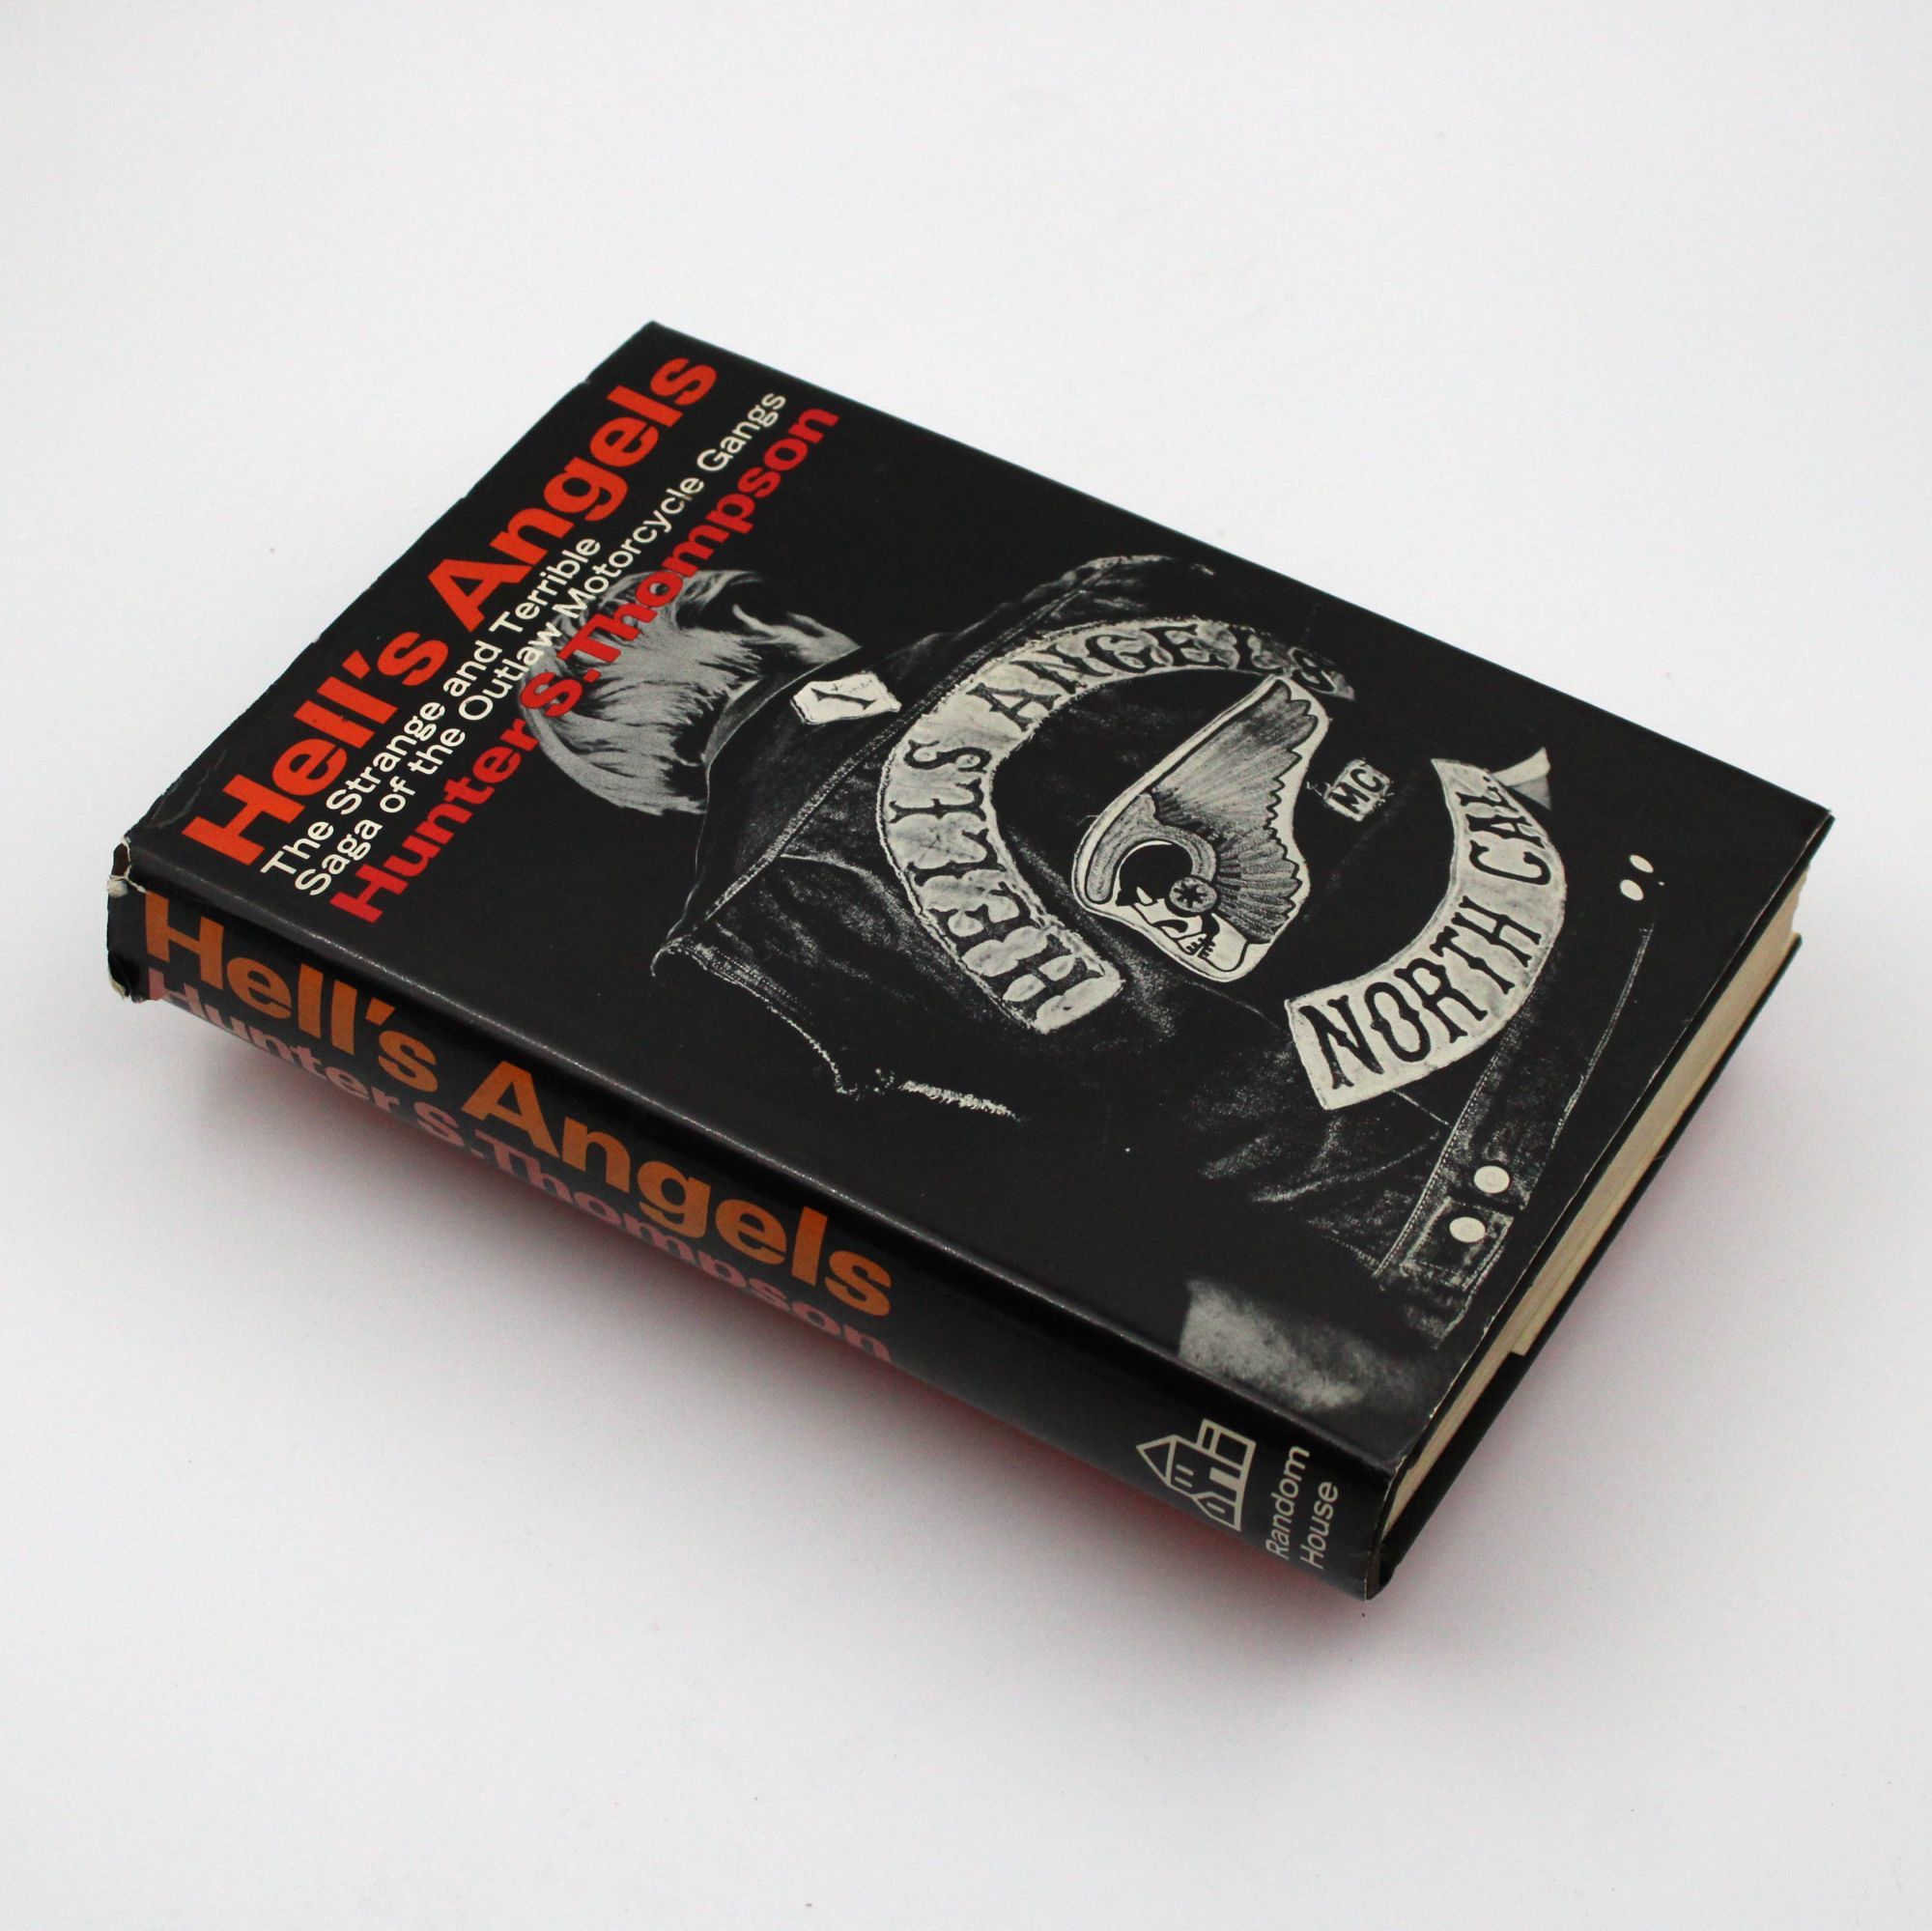 Hell's Angels
The Strange and Terrible
Saga of the Outlaw Motorcycle Gangs
Hunter S. Thompson
1%
HELLS ANGELS
MC
NORTH CAL
Hell's Angels
Hunter S. Thompson
Random
House